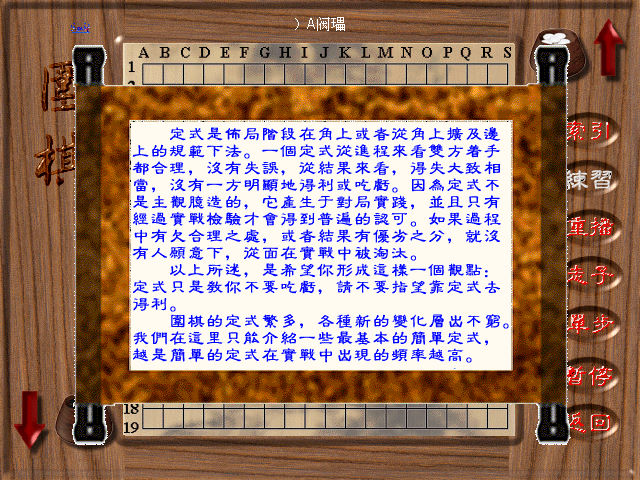 A B C D E F G H I J K L M N O P Q R S
1
圍棋
定式是佈局階段在角上或者從角上擴及邊
上的規範下法。一個定式從進程來看雙方着手
都合理，沒有失誤，從結果來看，得失大致相
當，沒有一方明顯地得利或吃虧。因為定式不
是主觀臆造的，它產生于對局實踐，並且只有
經過實戰檢驗才會得到普遍的認可。如果過程
中有欠合理之處，或者結果有優劣之分，就沒
有人願意下，從面在實戰中被淘汰。
以上所述，是希望你形成這樣一個觀點：
定式只是教你不要吃虧，請不要指望靠定式去
得利。
圍棋的定式繁多，各種新的變化層出不窮。
我們在這里只能介紹一些最基本的簡單定式，
越是簡單的定式在實戰中出現的頻率越高。
18
19
索引
練習
重播
單步
暫停
返回